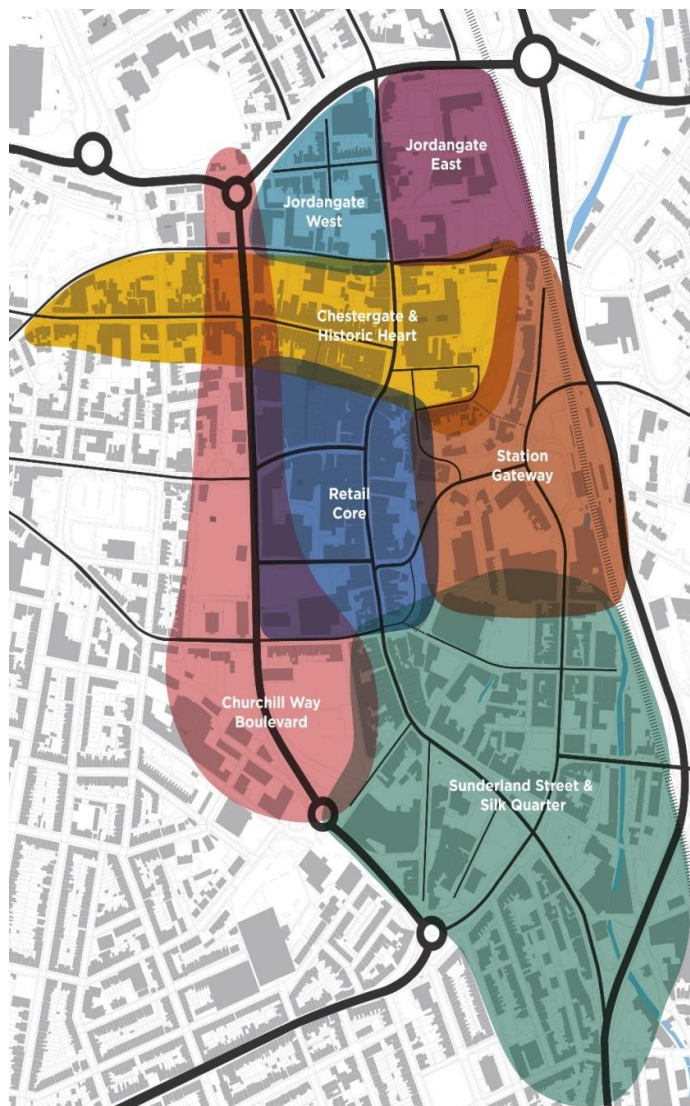 Jordangate
East
Jordangate
West
Chestergate &
Historic Heart
Station
Gateway
Retail
Core
Churchill Way
Boulevard
Sunderland Street &
Silk Quarter